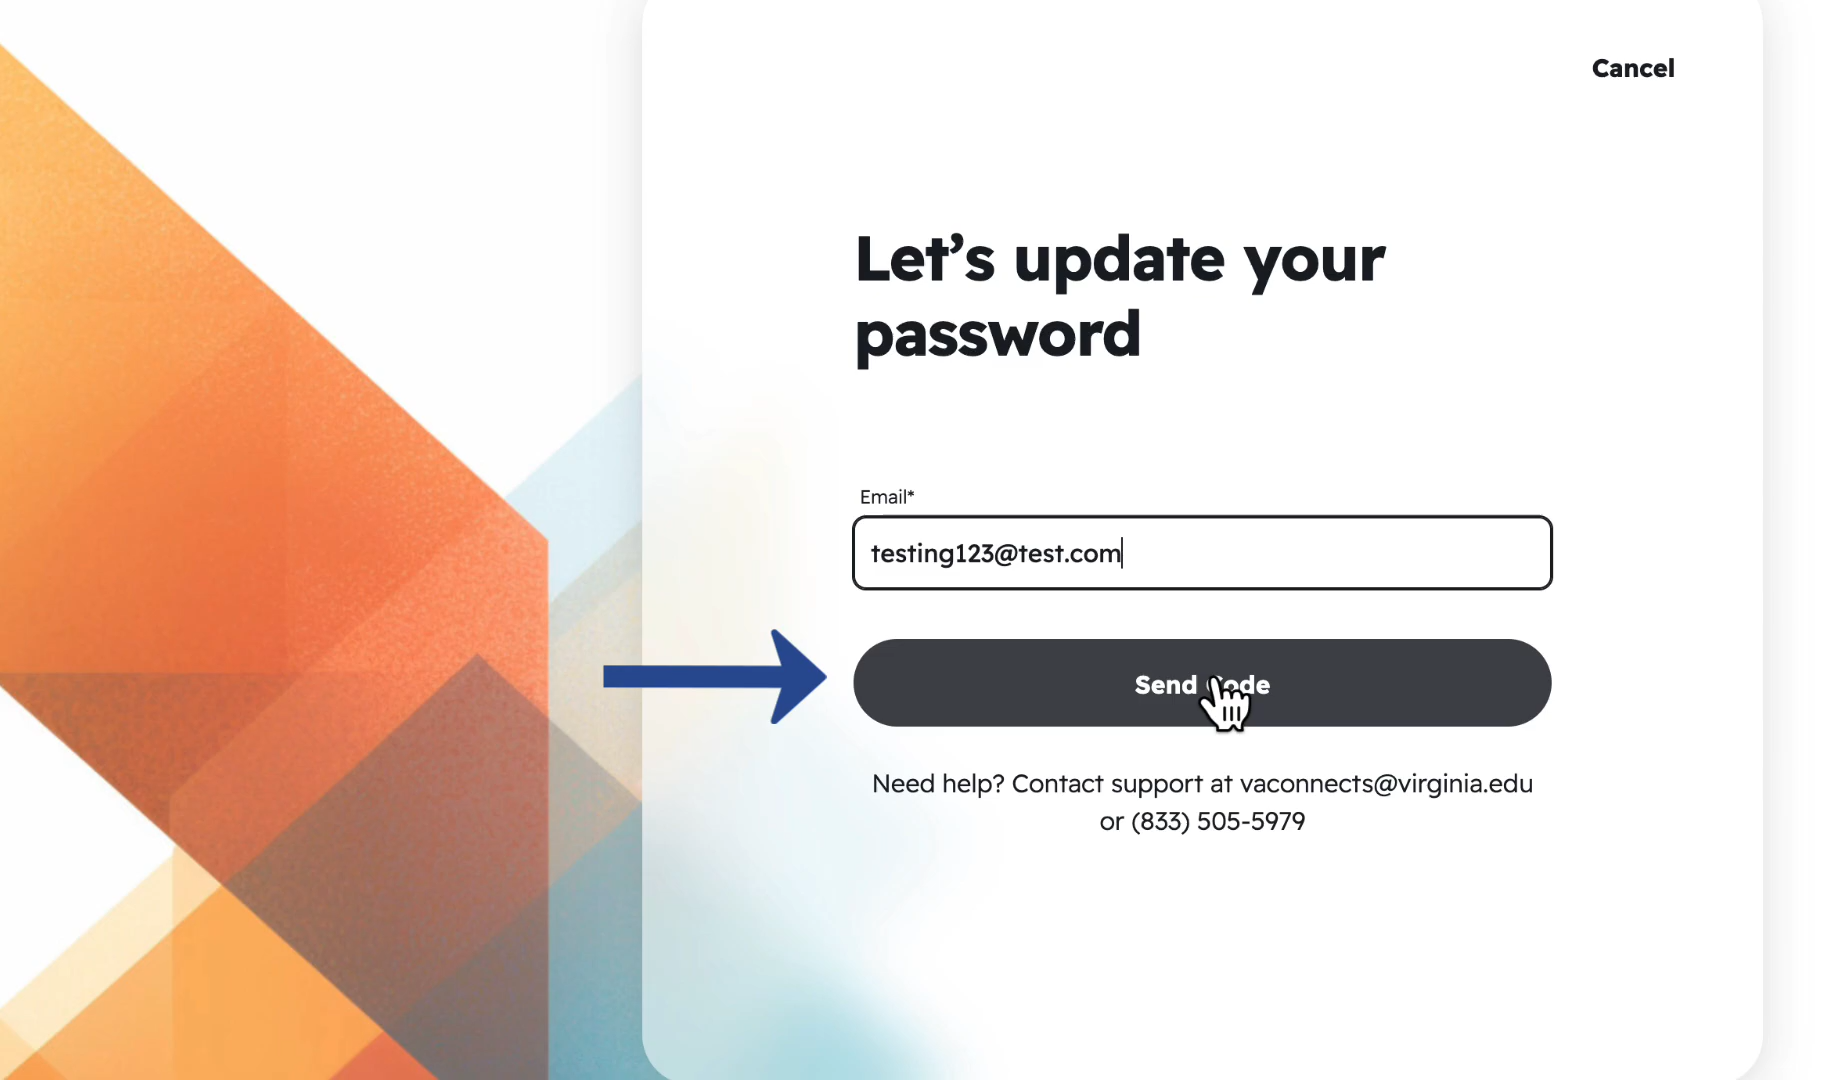 Cancel
Let’s update your
password
Email*
testing123@test.com
Send Code
Need help? Contact support at vaconnects@virginia.edu
or (833) 505-5979